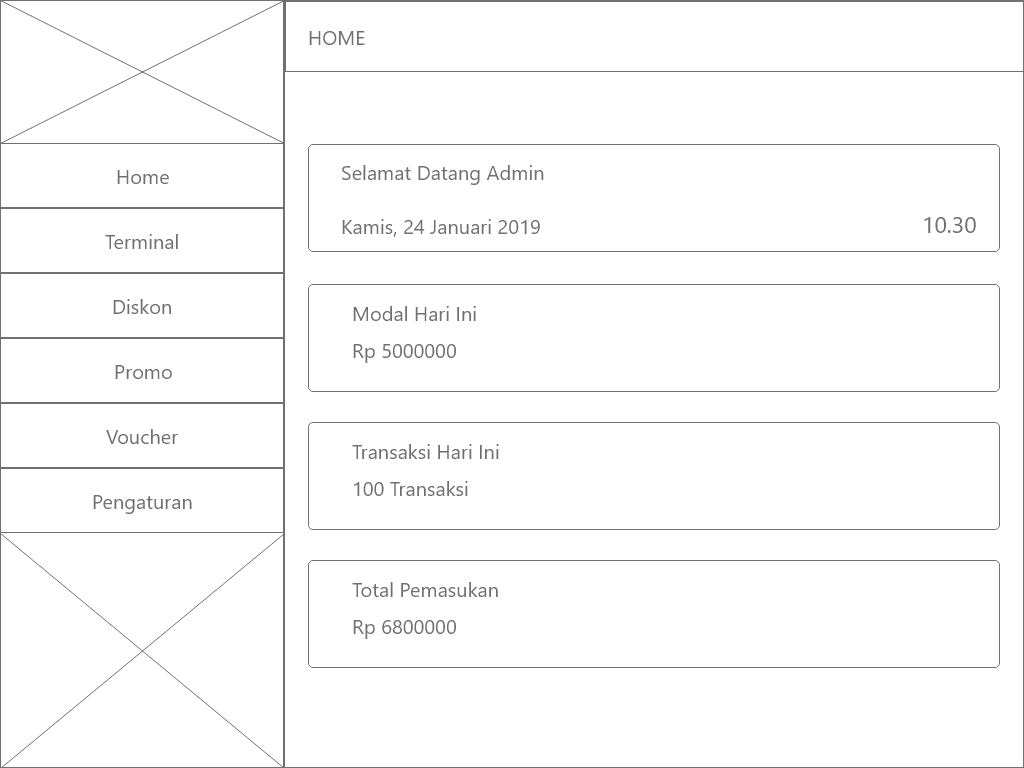 HOME
Home
Terminal
Diskon
Promo
Voucher
Pengaturan
Selamat Datang Admin
Kamis, 24 Januari 2019
10.30
Modal Hari Ini
Rp 5000000
Transaksi Hari Ini
100 Transaksi
Total Pemasukan
Rp 6800000